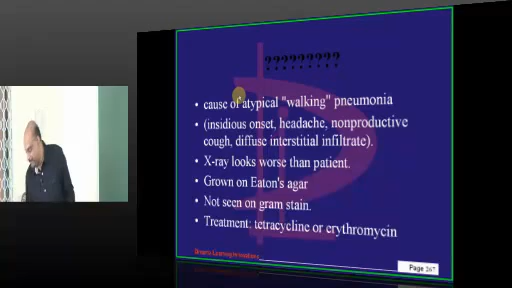 ?????????
• cause of atypical "walking" pneumonia
• (insidious onset, headache, nonproductive
cough, diffuse interstitial infiltrate).
• X-ray looks worse than patient.
• Grown on Eaton's agar
• Not seen on gram stain.
• Treatment: tetracycline or erythromycin
Page 267